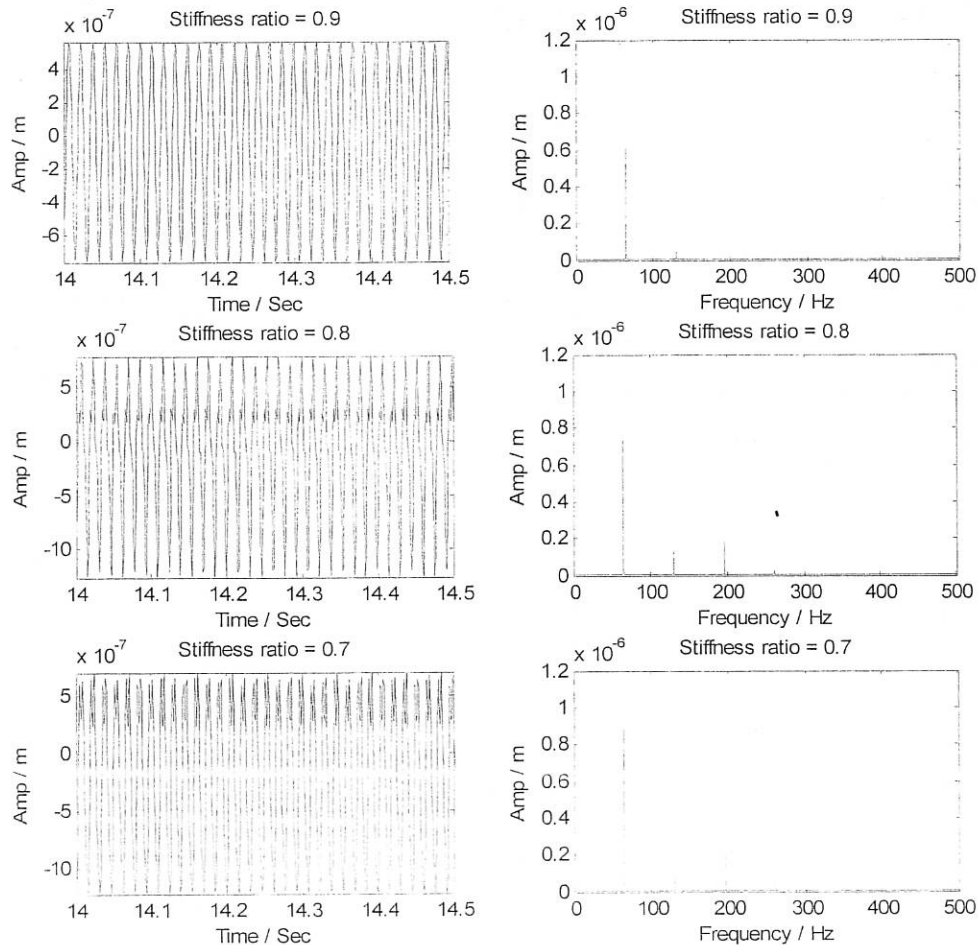 x 10-7
Stiffness ratio = 0.9
4
2
0
-2
-4
-6
Amp / m
14
14.1
14.2
14.3
14.4
14.5
Time / Sec
x 10-6
Stiffness ratio = 0.9
1.2
1
0.8
0.6
0.4
0.2
0
Amp / m
0
100
200
300
400
500
Frequency / Hz
x 10-7
Stiffness ratio = 0.8
5
0
-5
-10
Amp / m
14
14.1
14.2
14.3
14.4
14.5
Time / Sec
x 10-6
Stiffness ratio = 0.8
1.2
1
0.8
0.6
0.4
0.2
0
Amp / m
0
100
200
300
400
500
Frequency / Hz
x 10-7
Stiffness ratio = 0.7
5
0
-5
-10
Amp / m
14
14.1
14.2
14.3
14.4
14.5
Time / Sec
x 10-6
Stiffness ratio = 0.7
1.2
1
0.8
0.6
0.4
0.2
0
Amp / m
0
100
200
300
400
500
Frequency / Hz